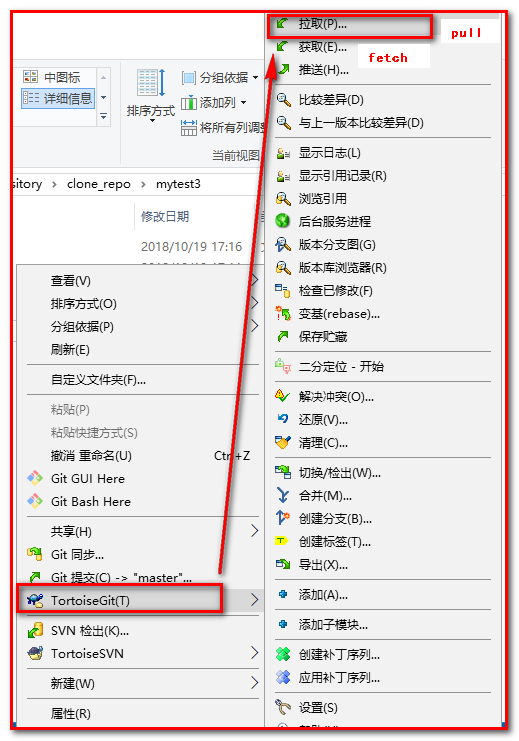 拉取(P)...
pull
获取(E)...
fetch
推送(H)...
中图标
详细信息
排序方式
分组依据
添加列
将所有列调整
当前视图
比较差异(D)
与上一版本比较差异(D)
显示日志(L)
显示引用记录(R)
浏览引用
后台服务进程
版本分支图(G)
版本库浏览器(R)
检查已修改(F)
变基(rebase)...
保存贮藏
二分定位 - 开始
解决冲突(O)...
还原(V)...
清理(C)...
切换/检出(W)...
合并(M)...
创建分支(B)...
创建标签(T)...
导出(X)...
添加(A)...
添加子模块...
创建补丁序列...
应用补丁序列...
设置(S)
sitory
clone_repo
mytest3
修改日期
2018/10/19 17:16
查看(V)
排序方式(O)
分组依据(P)
刷新(E)
自定义文件夹(F)...
粘贴(P)
粘贴快捷方式(S)
撤消 重命名(U)
Ctrl+Z
Git GUI Here
Git Bash Here
共享(H)
Git 同步...
Git 提交(C) -> "master"...
TortoiseGit(T)
SVN 检出(K)...
TortoiseSVN
新建(W)
属性(R)